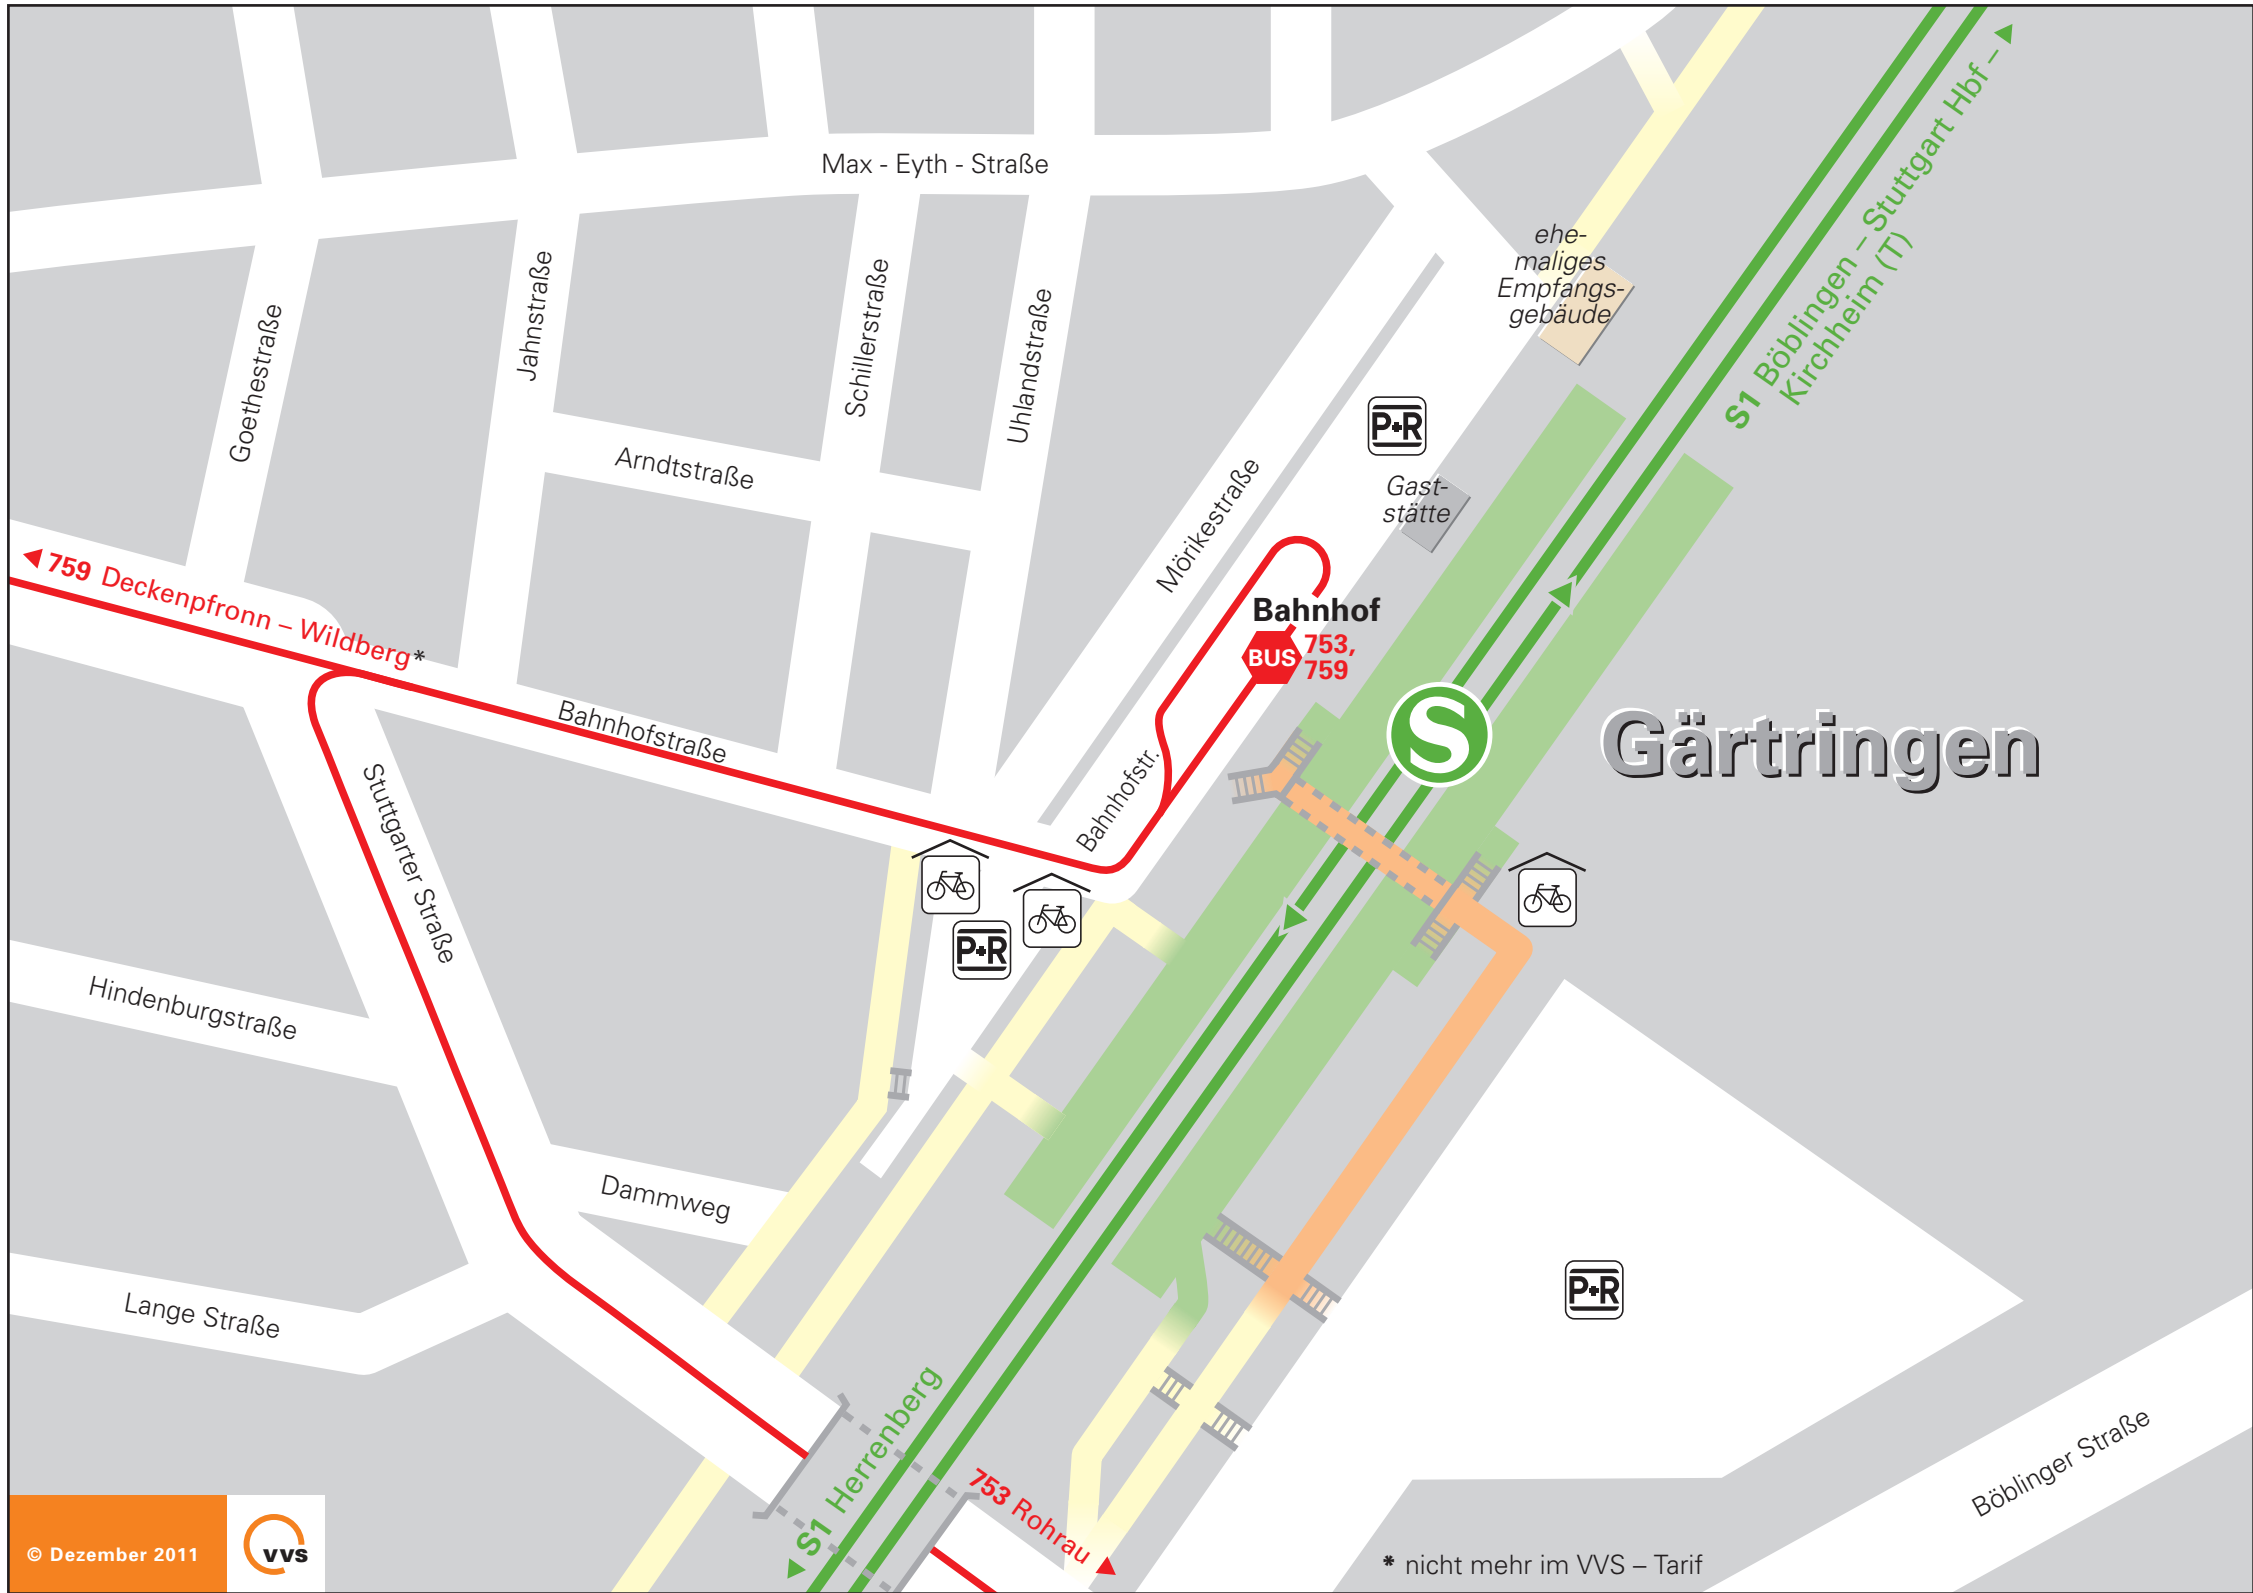 Max - Eyth - Straße
S1 Böblingen – Stuttgart Hbf –
Kirchheim (T)
ehe-
maliges
Empfangs-
gebäude
Goethestraße
Jahnstraße
Schillerstraße
Uhlandstraße
Arndtstraße
Mörikestraße
P+R
Gast-
stätte
759 Deckenpfronn – Wildberg*
Bahnhof
BUS
753,
759
S
Gärtringen
Bahnhofstraße
Bahnhofstr.
Stuttgarter Straße
P+R
Hindenburgstraße
Dammweg
Lange Straße
P+R
S1 Herrenberg
753 Rohrau
Böblinger Straße
© Dezember 2011
vvs
* nicht mehr im VVS – Tarif